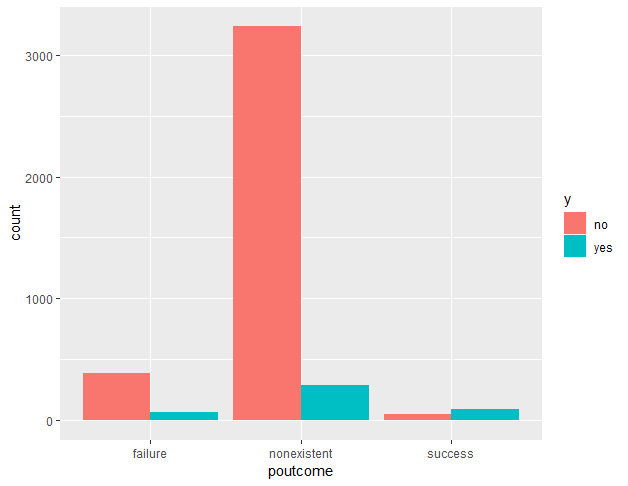 3000
2000
1000
0
count
failure
nonexistent
success
poutcome
y
no
yes